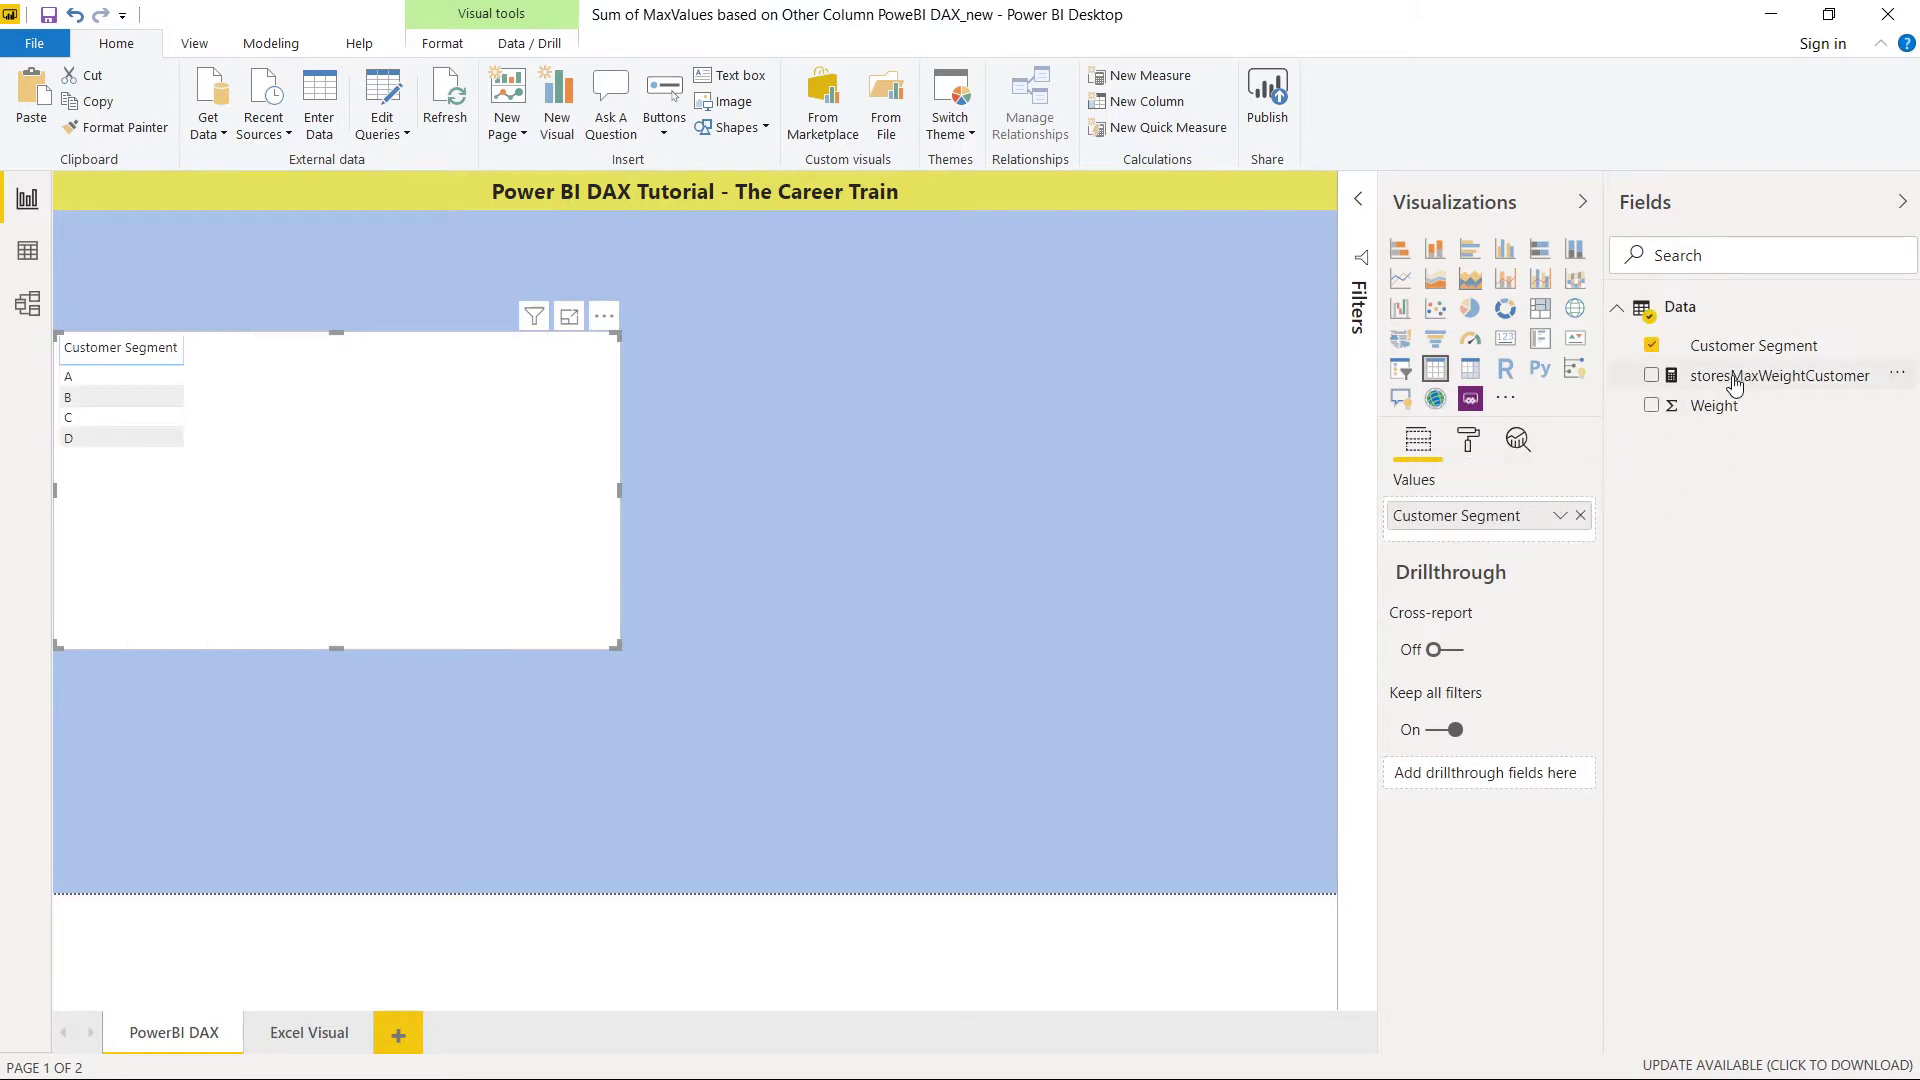 Visual tools
Sum of MaxValues based on Other Column PoweBI DAX_new - Power BI Desktop
File
Home
View
Modeling
Help
Format
Data / Drill
Sign in
?
Paste
Cut
Copy
Format Painter
Clipboard
Get Data
Recent Sources
Enter Data
Edit Queries
Refresh
External data
New Page
New Visual
Ask A Question
Buttons
Text box
Image
Shapes
Insert
From Marketplace
From File
Custom visuals
Switch Theme
Themes
Manage Relationships
Relationships
New Measure
New Column
New Quick Measure
Calculations
Publish
Share
Power BI DAX Tutorial - The Career Train
Customer Segment
A
B
C
D
Filters
Visualizations
R
Py
123
Values
Customer Segment
Drillthrough
Cross-report
Off
Keep all filters
On
Add drillthrough fields here
Fields
Search
Data
Customer Segment
storesMaxWeightCustomer
Σ Weight
PowerBI DAX
Excel Visual
+
PAGE 1 OF 2
UPDATE AVAILABLE (CLICK TO DOWNLOAD)